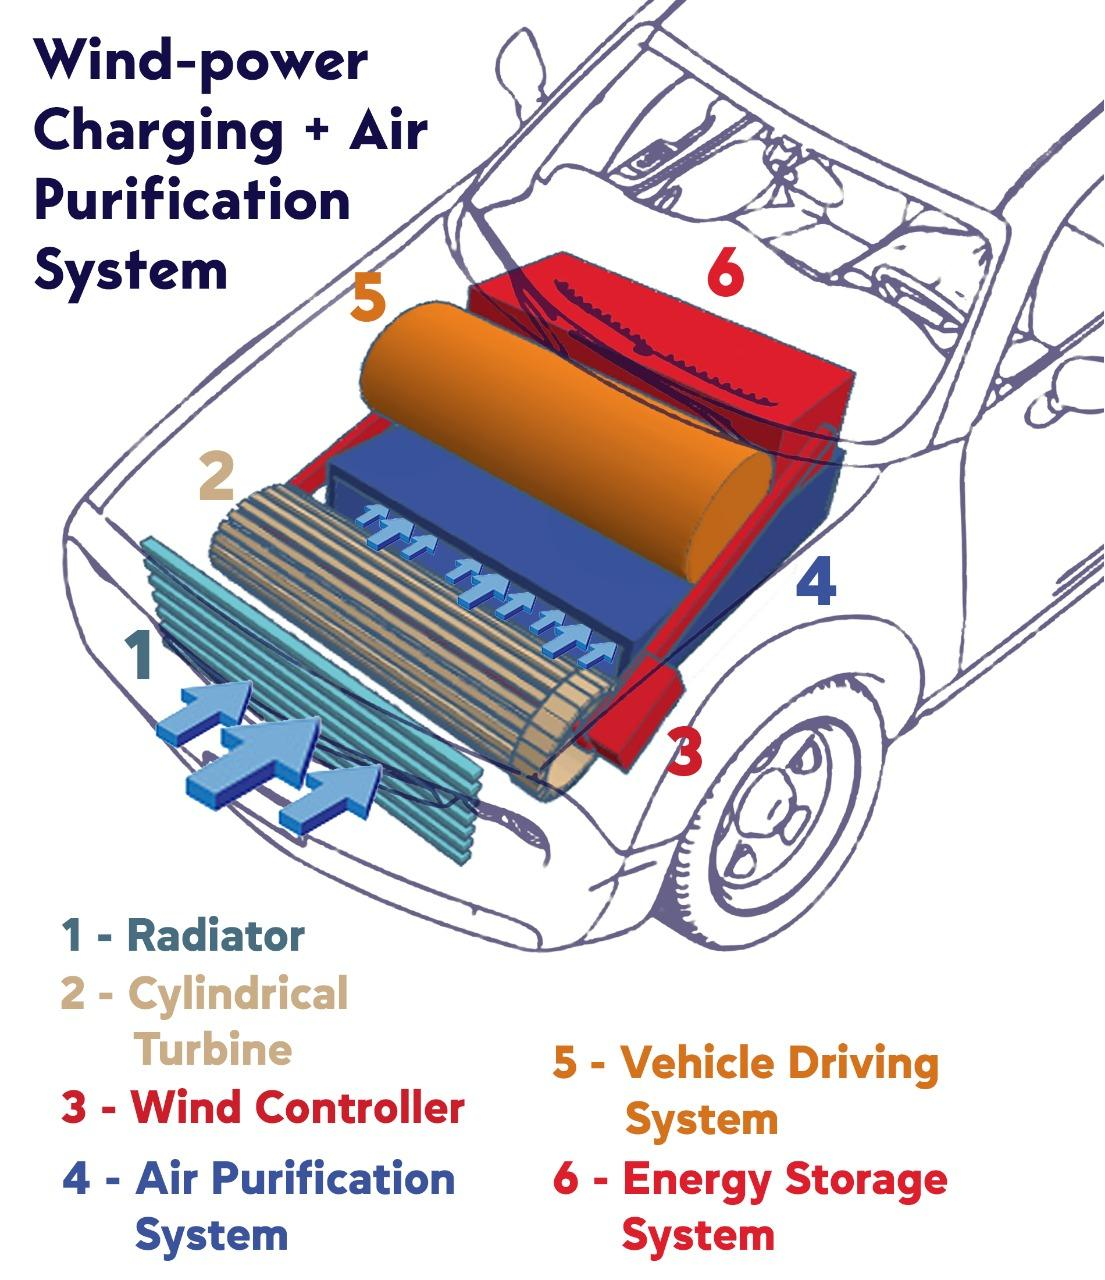 Wind-power
Charging + Air
Purification
System
6
5
2
4
1
3
1 - Radiator
2 - Cylindrical
Turbine
3 - Wind Controller
4 - Air Purification
System
5 - Vehicle Driving
System
6 - Energy Storage
System